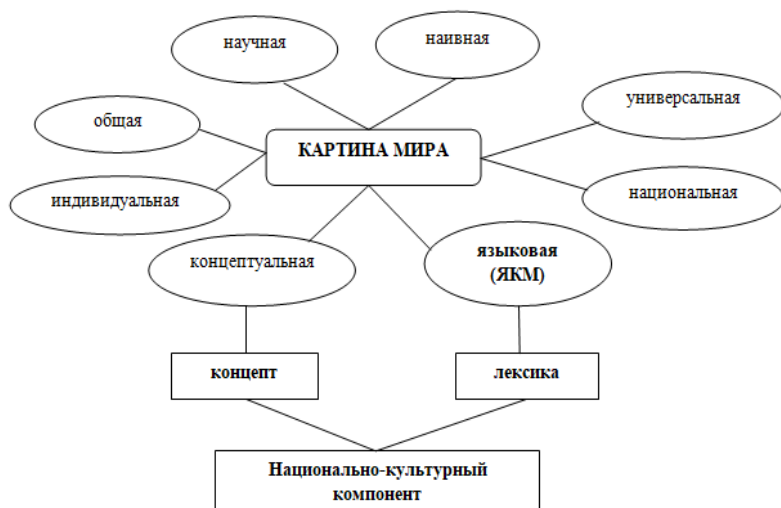 научная
наивная
универсальная
общая
КАРТИНА МИРА
индивидуальная
национальная
концептуальная
языковая
(ЯКМ)
концепт
лексика
Национально-культурный
компонент